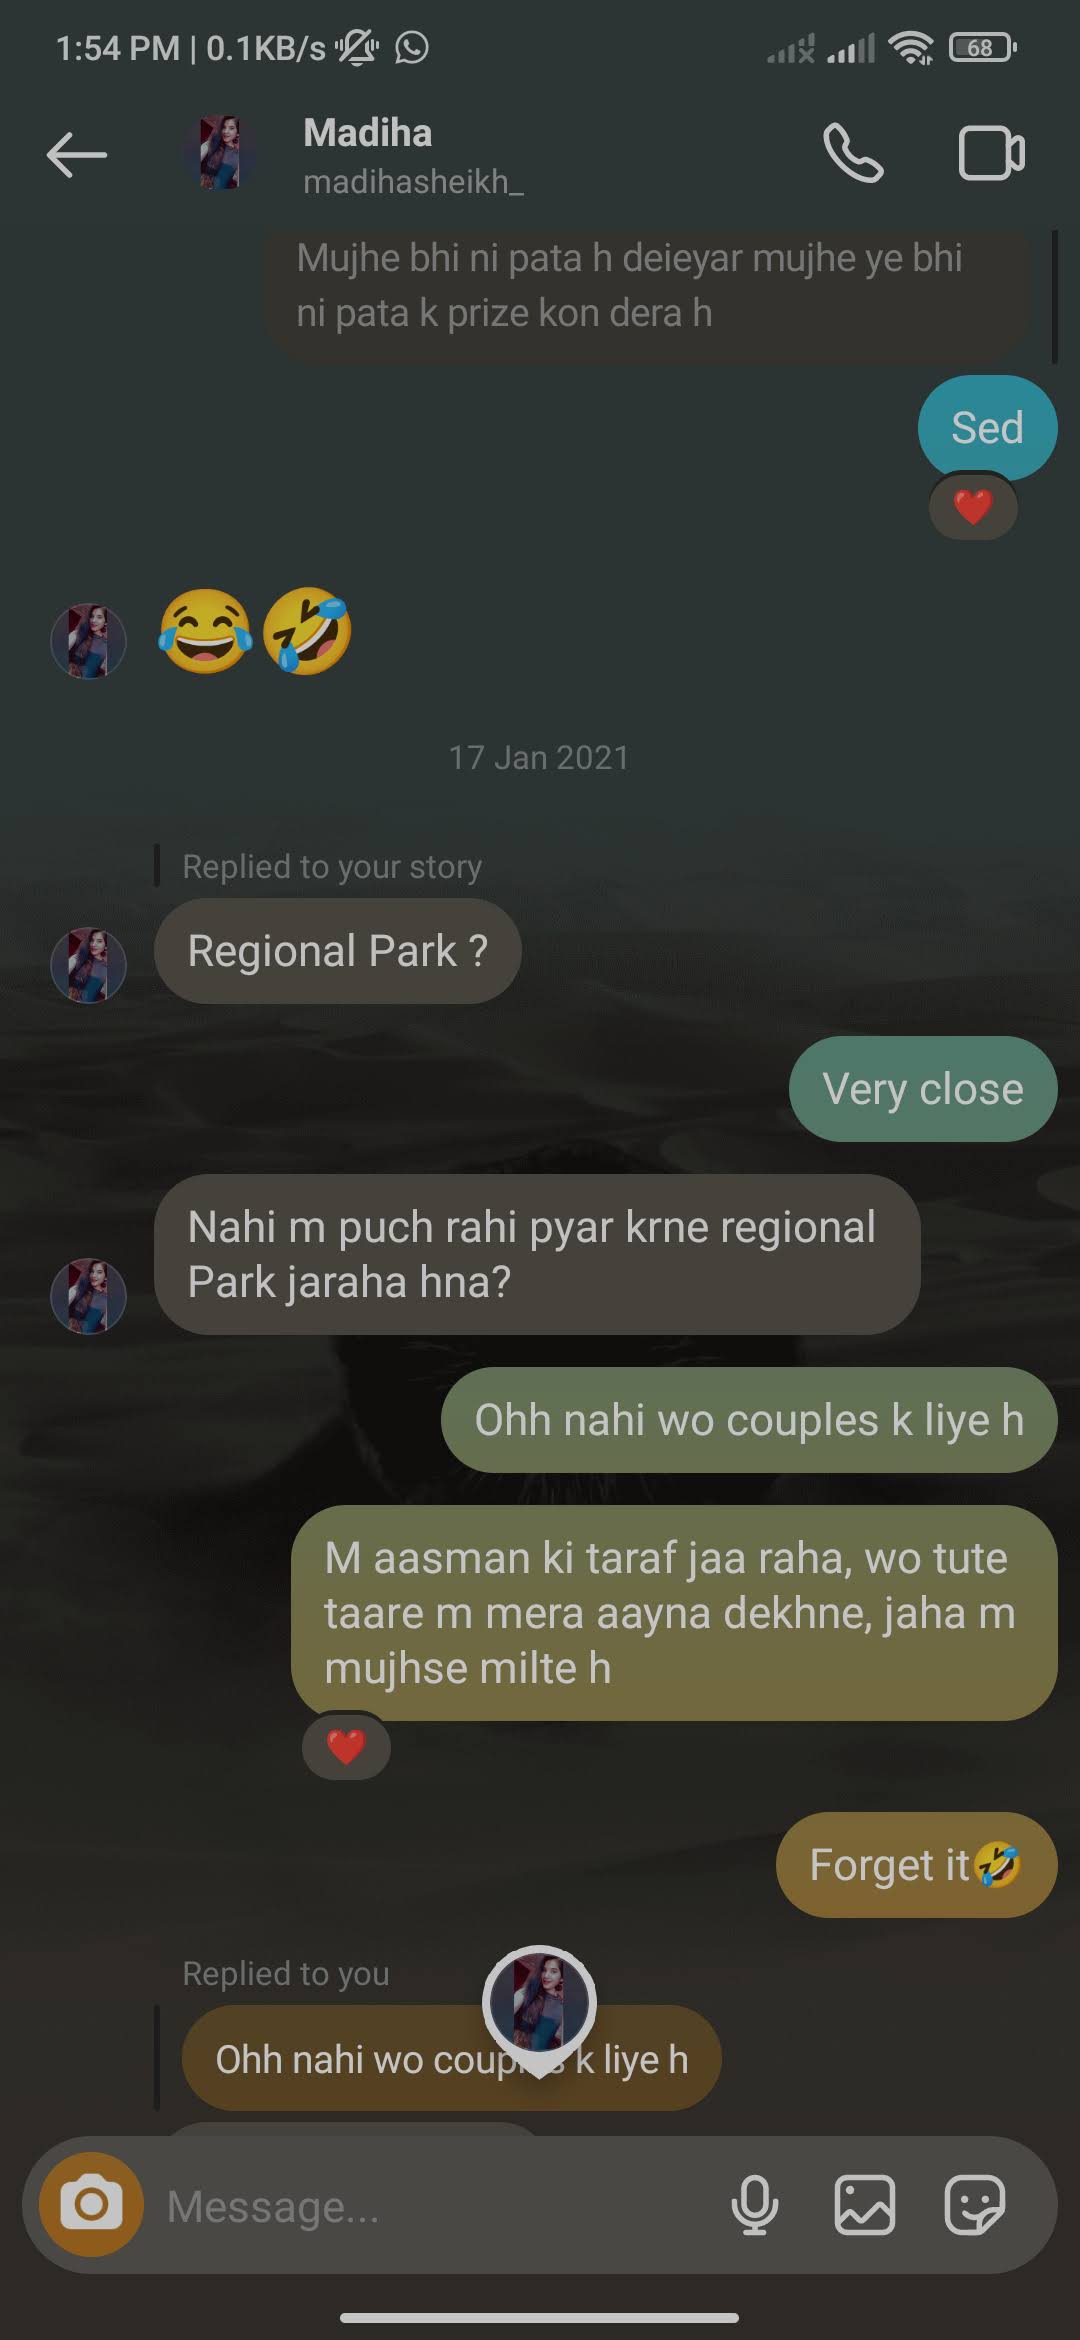 1:54 PM | 0.1KB/s
68
Madiha
madihasheikh_
Mujhe bhi ni pata h deieyar mujhe ye bhi
ni pata k prize kon dera h
Sed
❤️
😂🤣
17 Jan 2021
Replied to your story
Regional Park ?
Very close
Nahi m puch rahi pyar krne regional
Park jaraha hna?
Ohh nahi wo couples k liye h
M aasman ki taraf jaa raha, wo tute
taare m mera aayna dekhne, jaha m
mujhse milte h
❤️
Forget it🤣
Replied to you
Ohh nahi wo k liye h
Message...